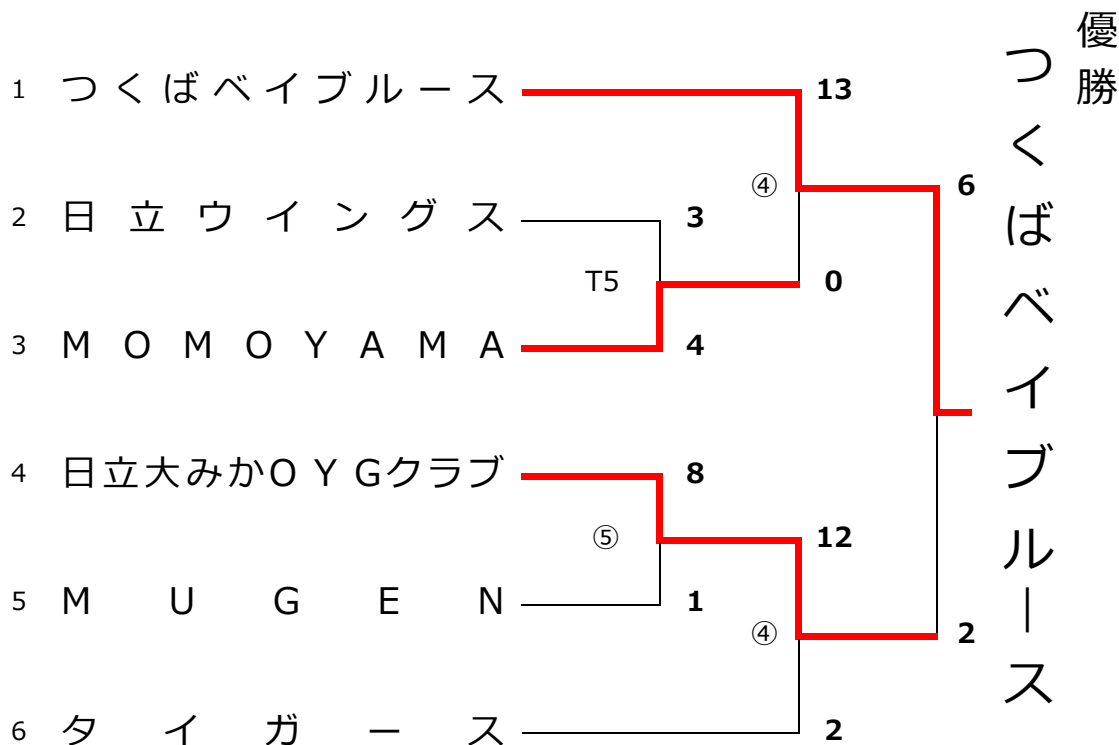 優勝
つくばベイブルース
1 つくばベイブルース 13
④ 6
2 日立ウイングス 3
T5 0
3 MOMOYAMA 4
4 日立大みかOYGクラブ 8
⑤ 12
5 MUGEN 1
④ 2
6 タイガース 2